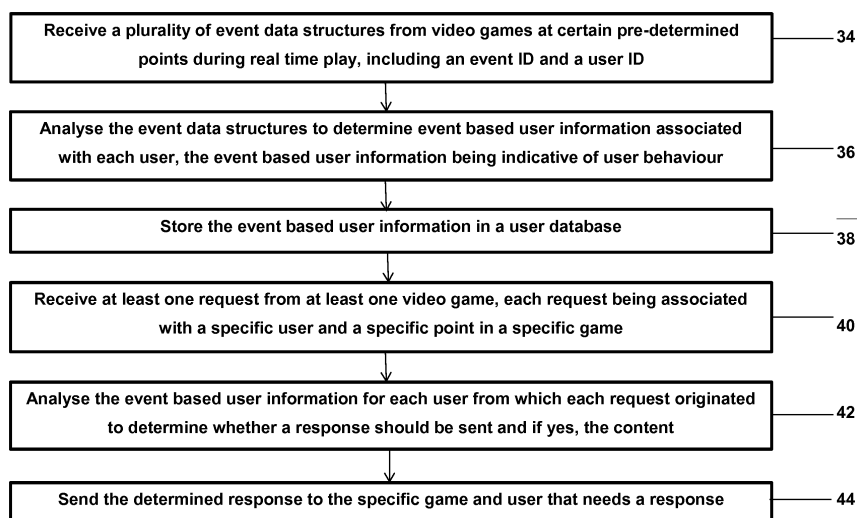 Receive a plurality of event data structures from video games at certain pre-determined
points during real time play, including an event ID and a user ID
34
Analyse the event data structures to determine event based user information associated
with each user, the event based user information being indicative of user behaviour
36
Store the event based user information in a user database
38
Receive at least one request from at least one video game, each request being associated
with a specific user and a specific point in a specific game
40
Analyse the event based user information for each user from which each request originated
to determine whether a response should be sent and if yes, the content
42
Send the determined response to the specific game and user that needs a response
44